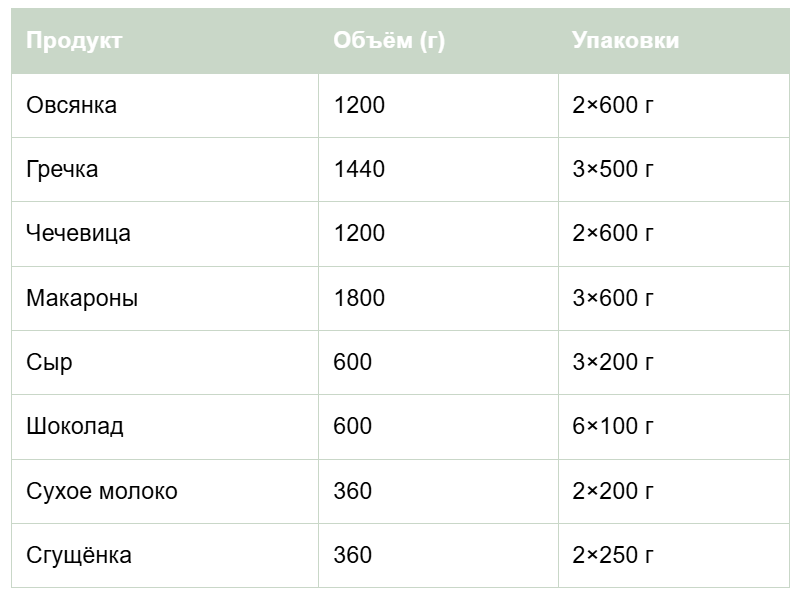 Продукт Объём (г) Упаковки
Овсянка 1200 2×600 г
Гречка 1440 3×500 г
Чечевица 1200 2×600 г
Макароны 1800 3×600 г
Сыр 600 3×200 г
Шоколад 600 6×100 г
Сухое молоко 360 2×200 г
Сгущёнка 360 2×250 г